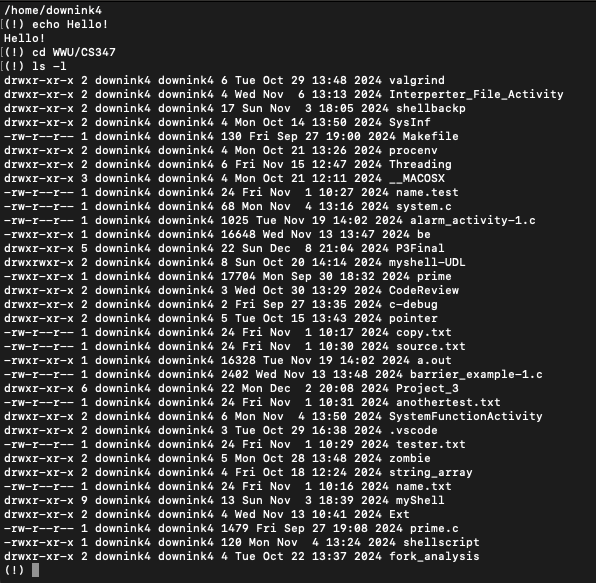 /home/downink4
(!) echo Hello!
Hello!
(!) cd WWU/CS347
(!) ls -l
drwxr-xr-x 2 downink4 downink4 6 Tue Oct 29 13:48 2024 valgrind
drwxr-xr-x 2 downink4 downink4 4 Wed Nov  6 13:13 2024 Interperter_File_Activity
drwxr-xr-x 2 downink4 downink4 17 Sun Nov  3 18:05 2024 shellbackp
drwxr-xr-x 2 downink4 downink4 4 Mon Oct 14 13:50 2024 SysInf
-rw-r--r-- 1 downink4 downink4 130 Fri Sep 27 19:00 2024 Makefile
drwxr-xr-x 2 downink4 downink4 4 Mon Oct 21 13:26 2024 procenv
drwxr-xr-x 2 downink4 downink4 6 Fri Nov 15 12:47 2024 Threading
drwxr-xr-x 3 downink4 downink4 4 Mon Oct 21 12:11 2024 __MACOSX
-rw-r--r-- 1 downink4 downink4 24 Fri Nov  1 10:27 2024 name.test
-rw-r--r-- 1 downink4 downink4 68 Mon Nov  4 13:16 2024 system.c
-rw-r--r-- 1 downink4 downink4 1025 Tue Nov 19 14:02 2024 alarm_activity-1.c
-rwxr-xr-x 1 downink4 downink4 16648 Wed Nov 13 13:47 2024 be
drwxr-xr-x 5 downink4 downink4 22 Sun Dec  8 21:04 2024 P3Final
drwxrwxr-x 2 downink4 downink4 8 Sun Oct 20 14:14 2024 myshell-UDL
-rwxr-xr-x 1 downink4 downink4 17704 Mon Sep 30 18:32 2024 prime
drwxr-xr-x 2 downink4 downink4 3 Wed Oct 30 13:29 2024 CodeReview
drwxr-xr-x 2 downink4 downink4 2 Fri Sep 27 13:35 2024 c-debug
drwxr-xr-x 2 downink4 downink4 5 Tue Oct 15 13:43 2024 pointer
-rw-r--r-- 1 downink4 downink4 24 Fri Nov  1 10:17 2024 copy.txt
-rw-r--r-- 1 downink4 downink4 24 Fri Nov  1 10:30 2024 source.txt
-rwxr-xr-x 1 downink4 downink4 16328 Tue Nov 19 14:02 2024 a.out
-rw-r--r-- 1 downink4 downink4 2402 Wed Nov 13 13:48 2024 barrier_example-1.c
drwxr-xr-x 6 downink4 downink4 22 Mon Dec  2 20:08 2024 Project_3
-rw-r--r-- 1 downink4 downink4 24 Fri Nov  1 10:31 2024 anothertest.txt
drwxr-xr-x 2 downink4 downink4 6 Mon Nov  4 13:50 2024 SystemFunctionActivity
drwxr-xr-x 2 downink4 downink4 3 Tue Oct 29 16:38 2024 .vscode
-rw-r--r-- 1 downink4 downink4 24 Fri Nov  1 10:29 2024 tester.txt
drwxr-xr-x 2 downink4 downink4 5 Mon Oct 28 13:48 2024 zombie
drwxr-xr-x 2 downink4 downink4 4 Fri Oct 18 12:24 2024 string_array
-rw-r--r-- 1 downink4 downink4 24 Fri Nov  1 10:16 2024 name.txt
drwxr-xr-x 9 downink4 downink4 13 Sun Nov  3 18:39 2024 myShell
drwxr-xr-x 2 downink4 downink4 4 Wed Nov 13 10:41 2024 Ext
-rw-r--r-- 1 downink4 downink4 1479 Fri Sep 27 19:08 2024 prime.c
-rwxr-xr-x 1 downink4 downink4 120 Mon Nov  4 13:24 2024 shellscript
drwxr-xr-x 2 downink4 downink4 4 Tue Oct 22 13:37 2024 fork_analysis
(!)